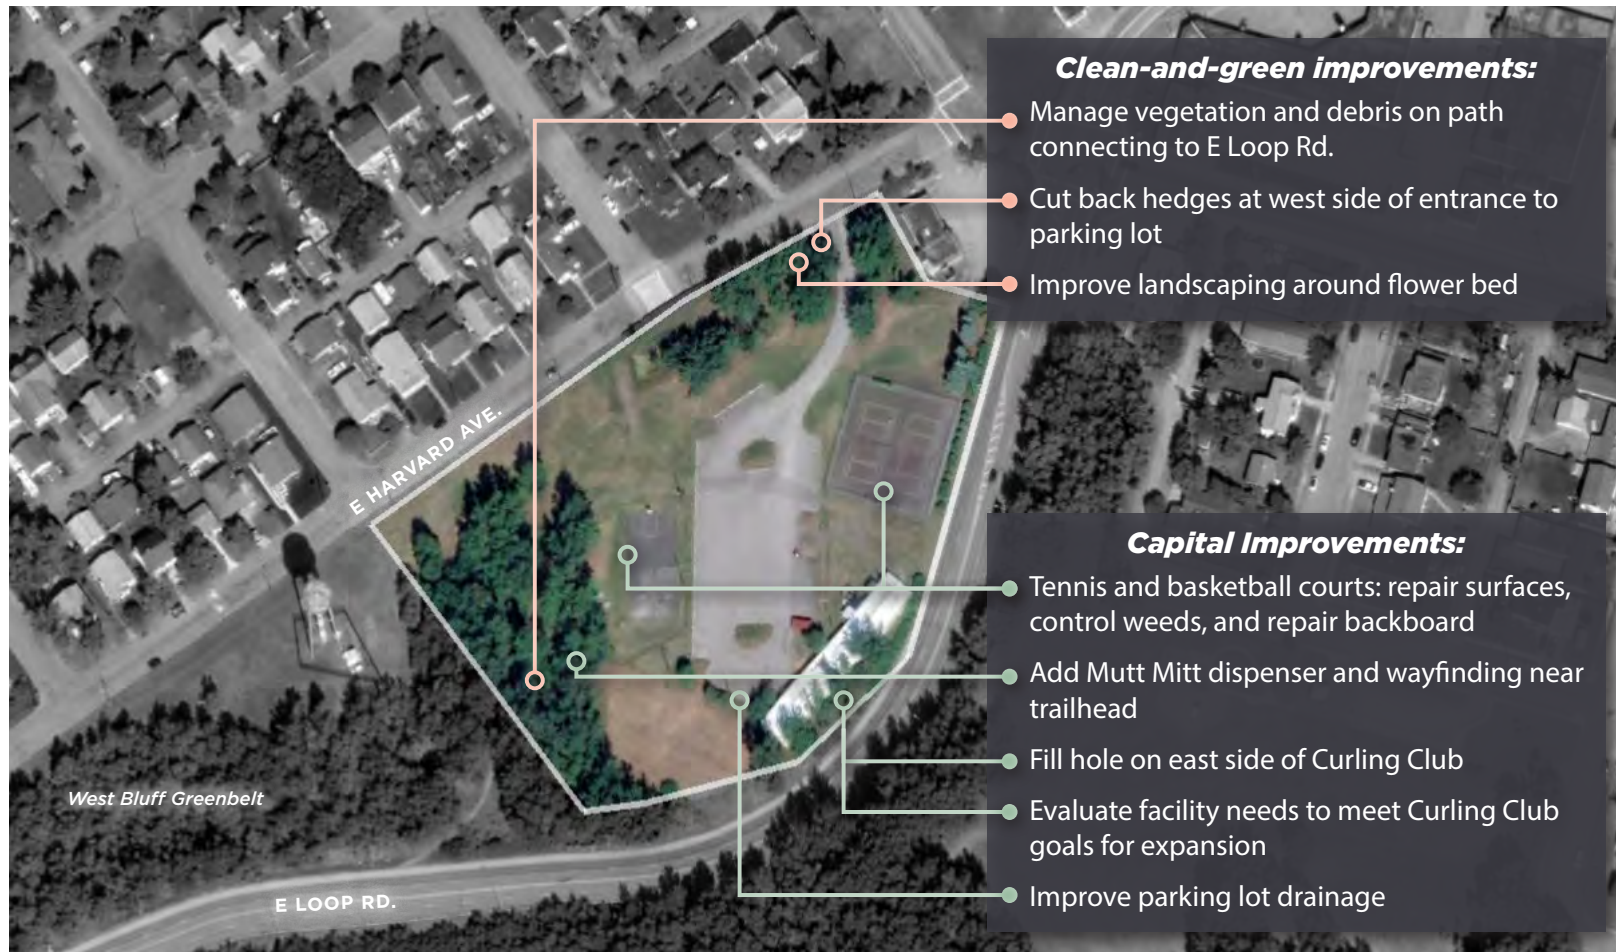 Clean-and-green improvements:
Manage vegetation and debris on path
connecting to E Loop Rd.
Cut back hedges at west side of entrance to
parking lot
Improve landscaping around flower bed
E HARVARD AVE.
Capital Improvements:
Tennis and basketball courts: repair surfaces,
control weeds, and repair backboard
Add Mutt Mitt dispenser and wayfinding near
trailhead
Fill hole on east side of Curling Club
Evaluate facility needs to meet Curling Club
goals for expansion
Improve parking lot drainage
West Bluff Greenbelt
E LOOP RD.